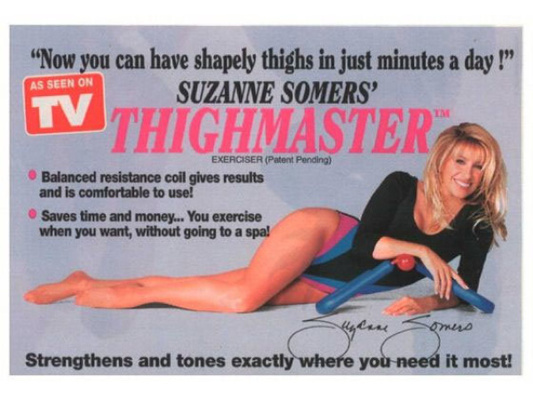 “Now you can have shapely thighs in just minutes a day !”
AS SEEN ON
TV
SUZANNE SOMERS’
THIGHMASTER™
EXERCISER (Patent Pending)
Balanced resistance coil gives results
and is comfortable to use!
Saves time and money... You exercise
when you want, without going to a spa!
Suzanne Somers
Strengthens and tones exactly where you need it most!